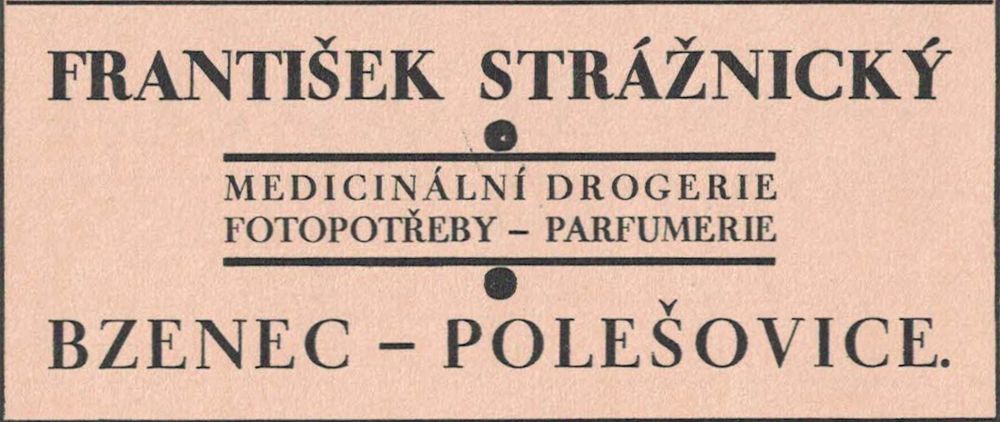 FRANTIŠEK STRÁŽNICKÝ
MEDICINÁLNÍ DROGERIE
FOTOPOTŘEBY – PARFUMERIE
BZENEC – POLEŠOVICE.